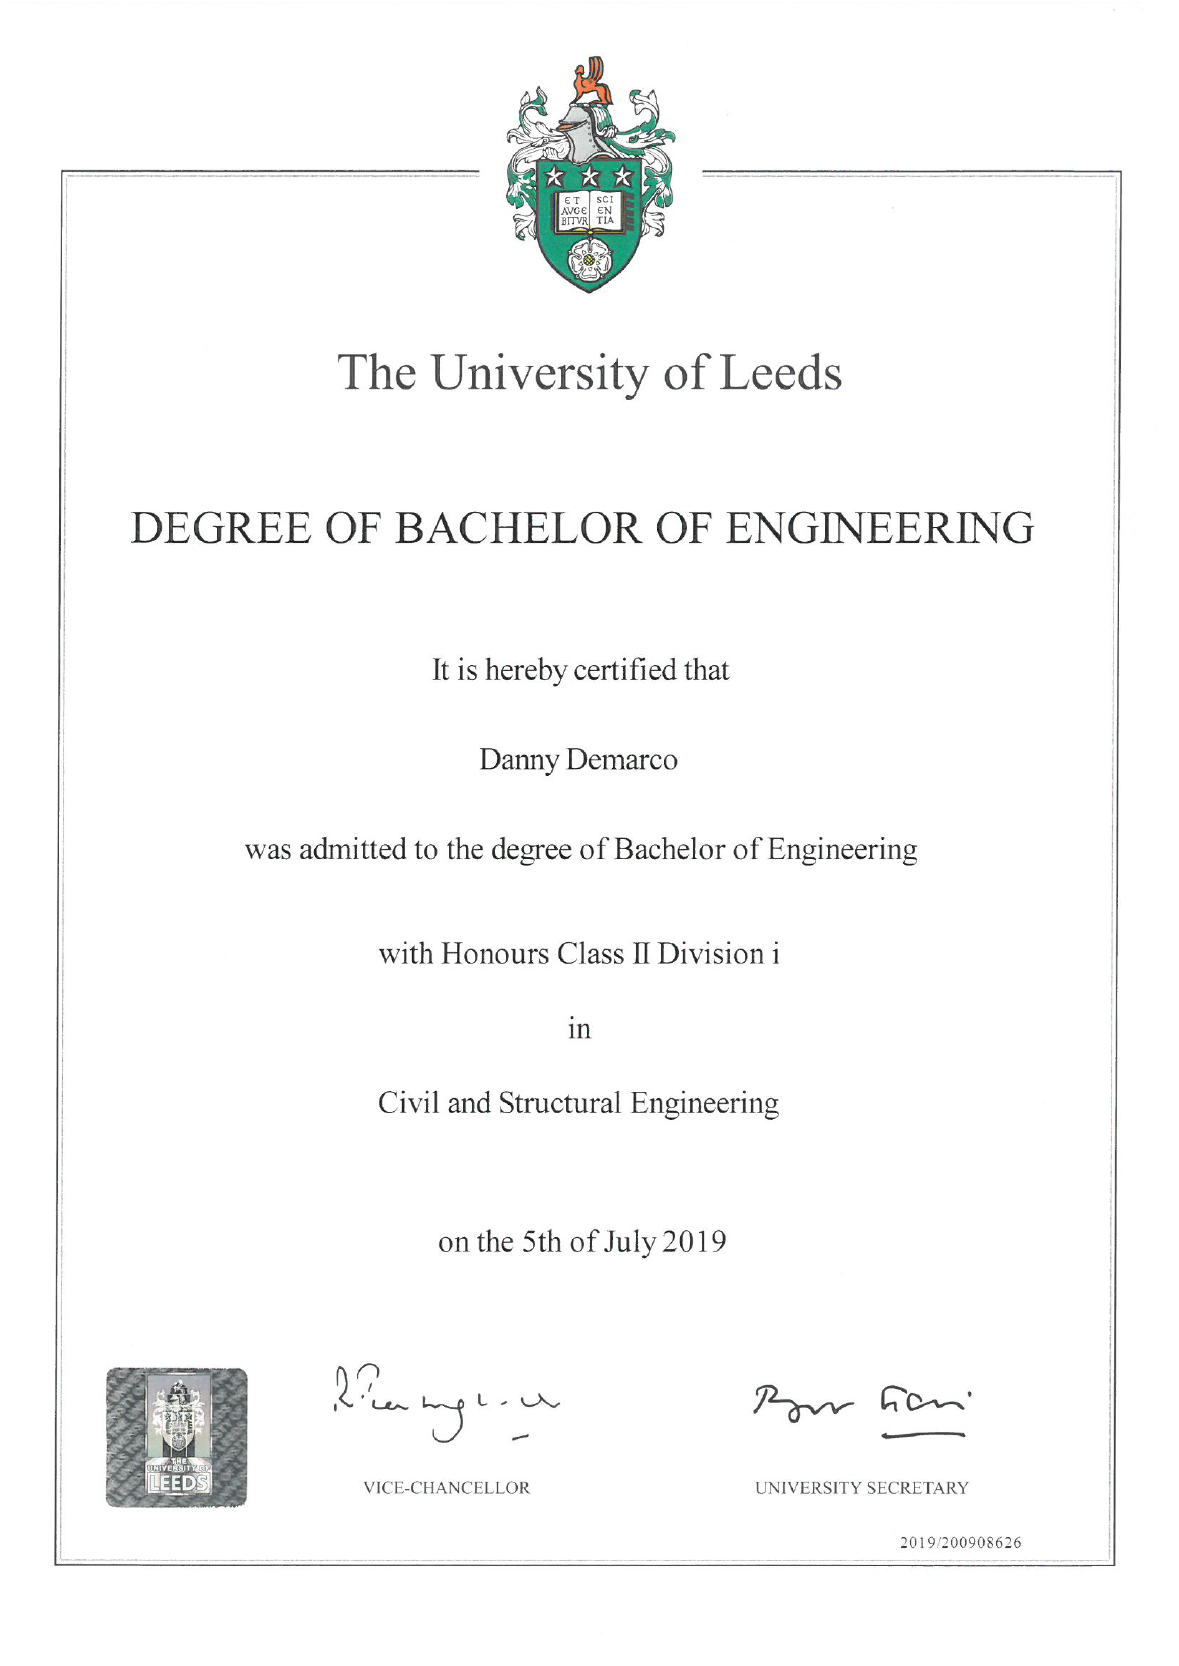 ET
AVGE
BITVR
SCI
EN
TIA
The University of Leeds
DEGREE OF BACHELOR OF ENGINEERING
It is hereby certified that
Danny Demarco
was admitted to the degree of Bachelor of Engineering
with Honours Class II Division i
in
Civil and Structural Engineering
on the 5th of July 2019
THE
UNIVERSITY OF
LEEDS
VICE-CHANCELLOR
UNIVERSITY SECRETARY
2019/200908626